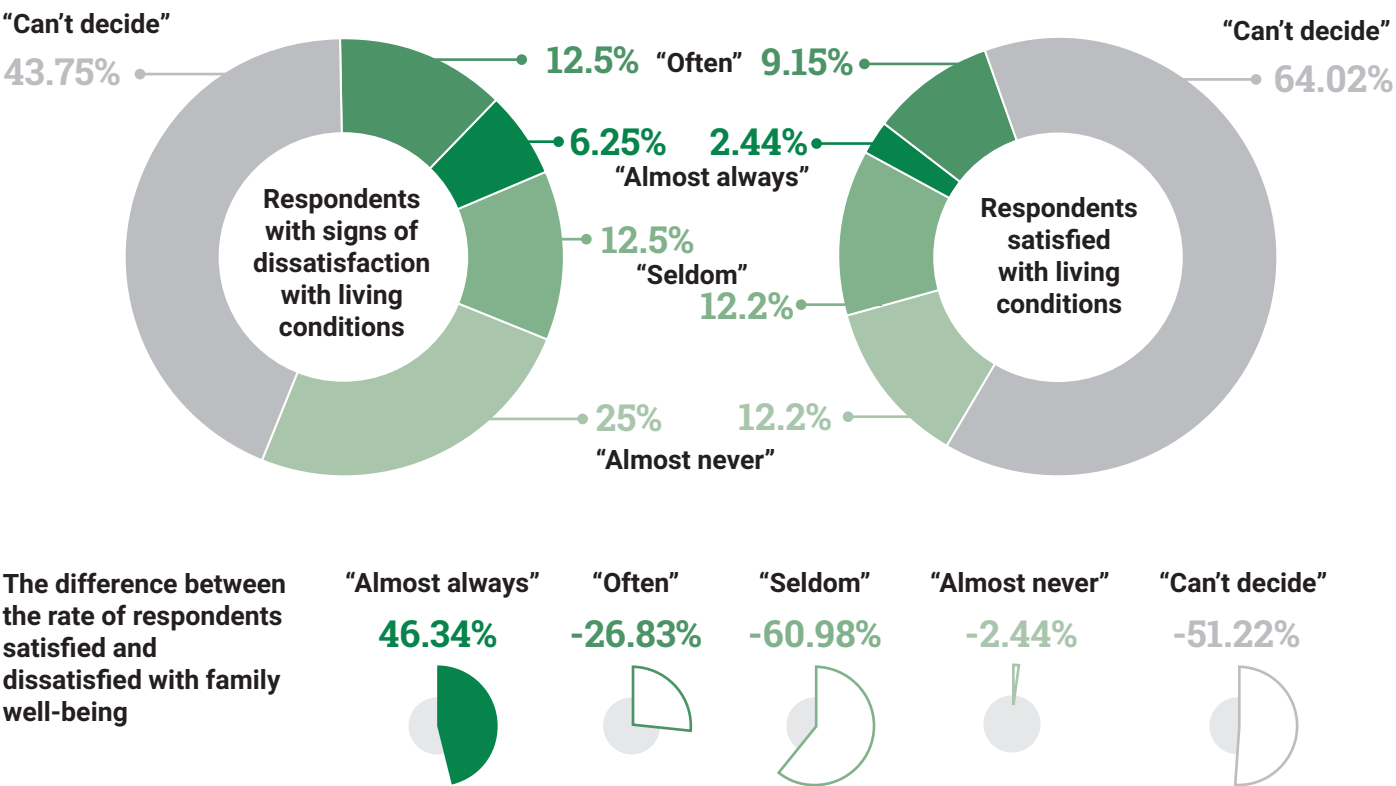 “Can’t decide”
43.75%
12.5%
“Often”
9.15%
“Can’t decide”
64.02%
6.25%
2.44%
“Almost always”
12.5%
“Seldom”
12.2%
25%
12.2%
“Almost never”
Respondents
with signs of
dissatisfaction
with living
conditions
Respondents
satisfied
with living
conditions
The difference between
the rate of respondents
satisfied and
dissatisfied with family
well-being
“Almost always”
46.34%
“Often”
-26.83%
“Seldom”
-60.98%
“Almost never”
-2.44%
“Can’t decide”
-51.22%